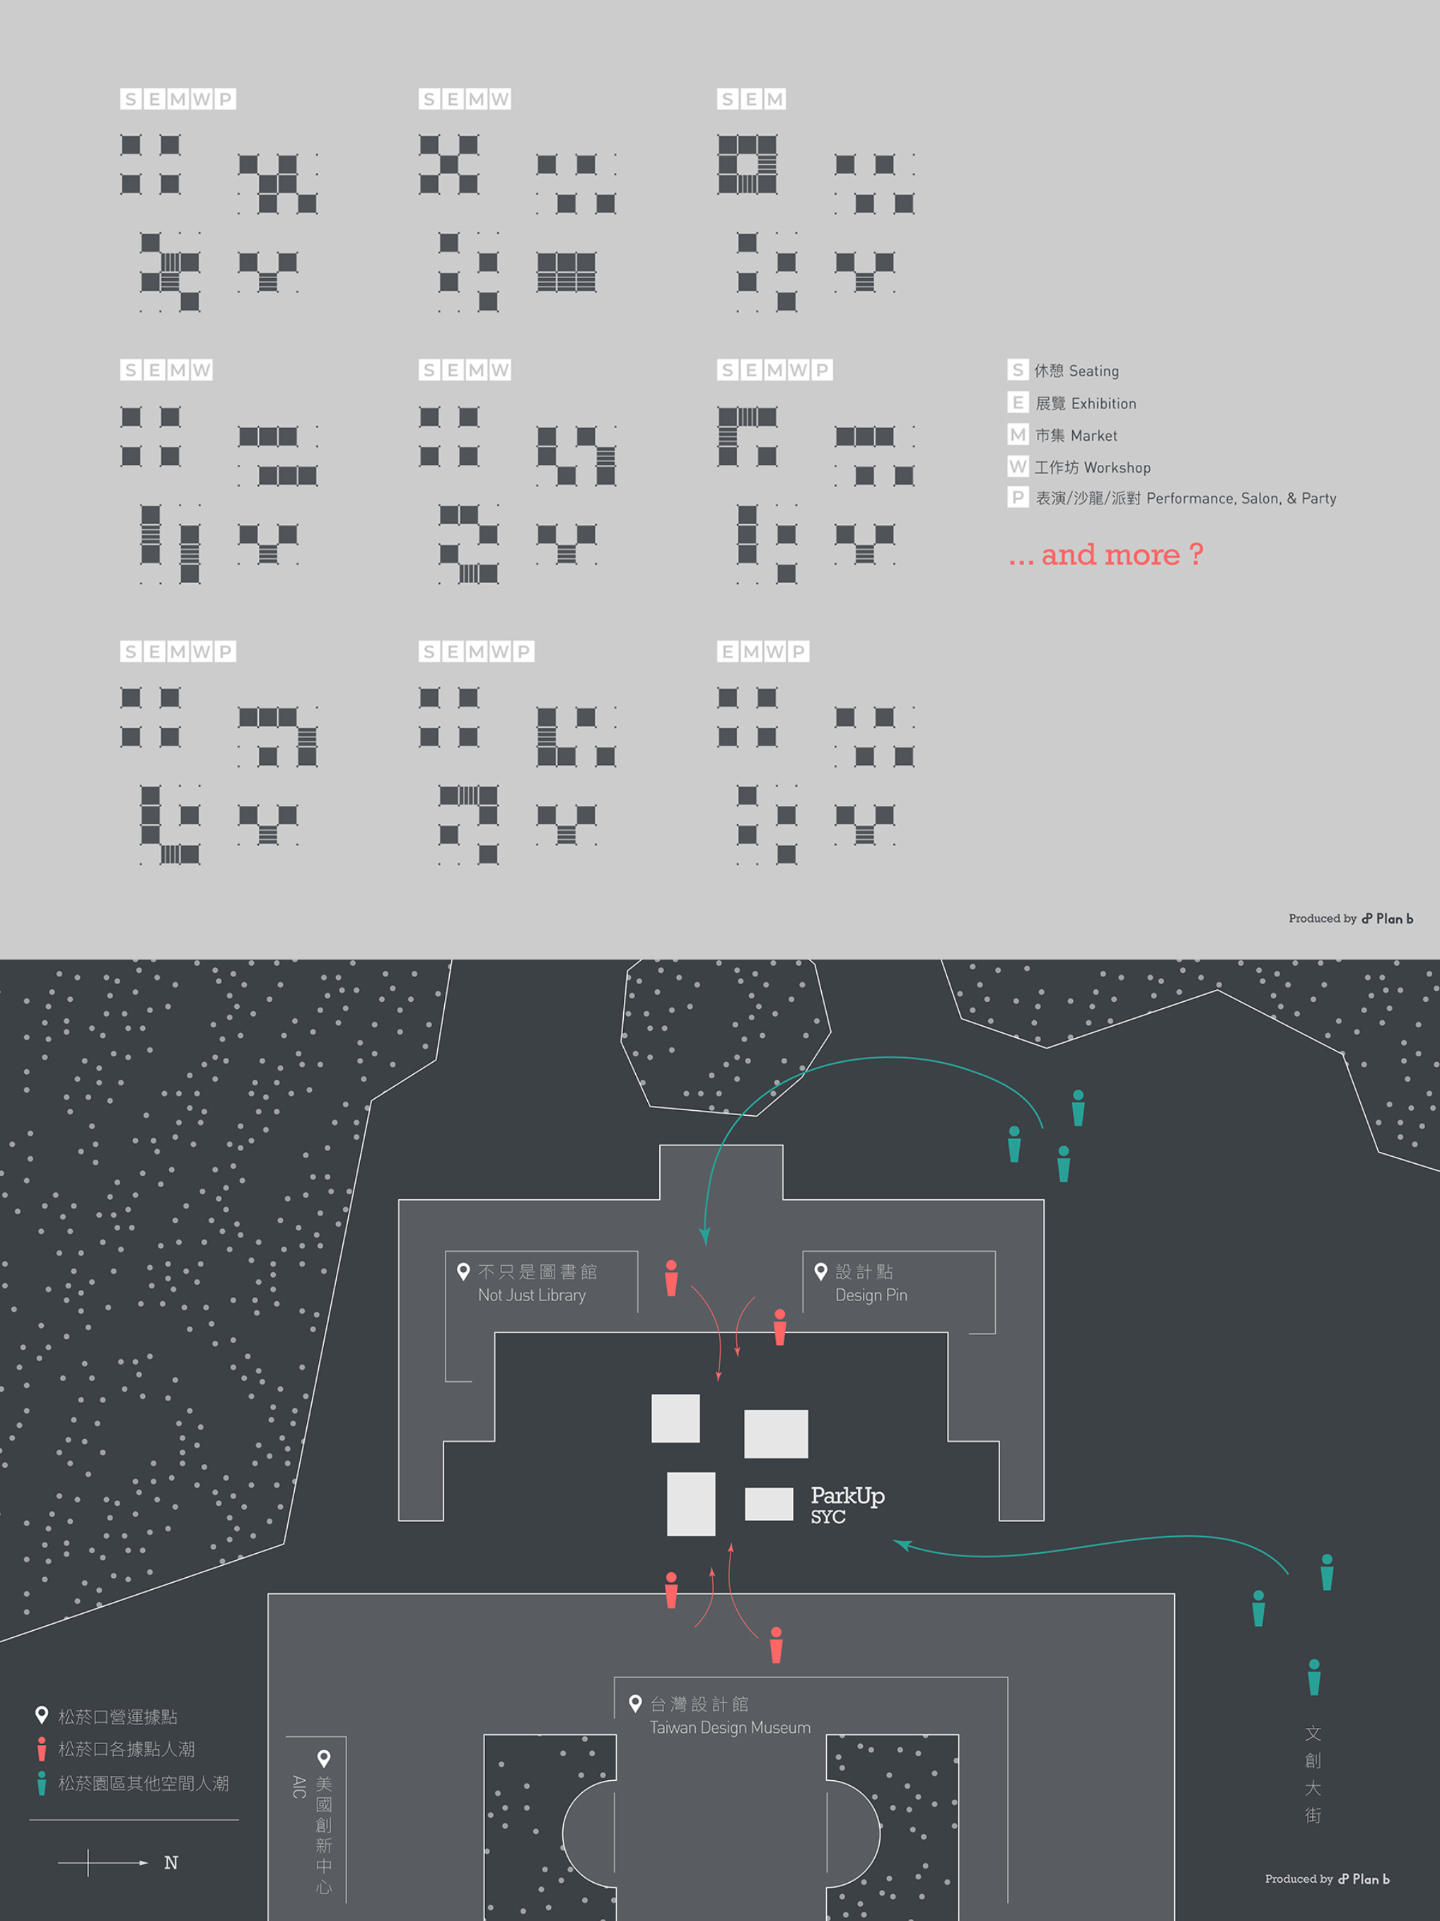 SEMWP
SEMW
SEM
SEMW
SEMW
SEMWP
S 休憩 Seating
E 展覽 Exhibition
M 市集 Market
W 工作坊 Workshop
P 表演/沙龍/派對 Performance, Salon, & Party
... and more ?
SEMWP
SEMWP
EMWP
Produced by Plan b
不只是圖書館
Not Just Library
設計點
Design Pin
ParkUp
SYC
台灣設計館
Taiwan Design Museum
松菸口營運據點
松菸口各據點人潮
松菸園區其他空間人潮
N
美國創新中心
AIC
文創大街
Produced by Plan b